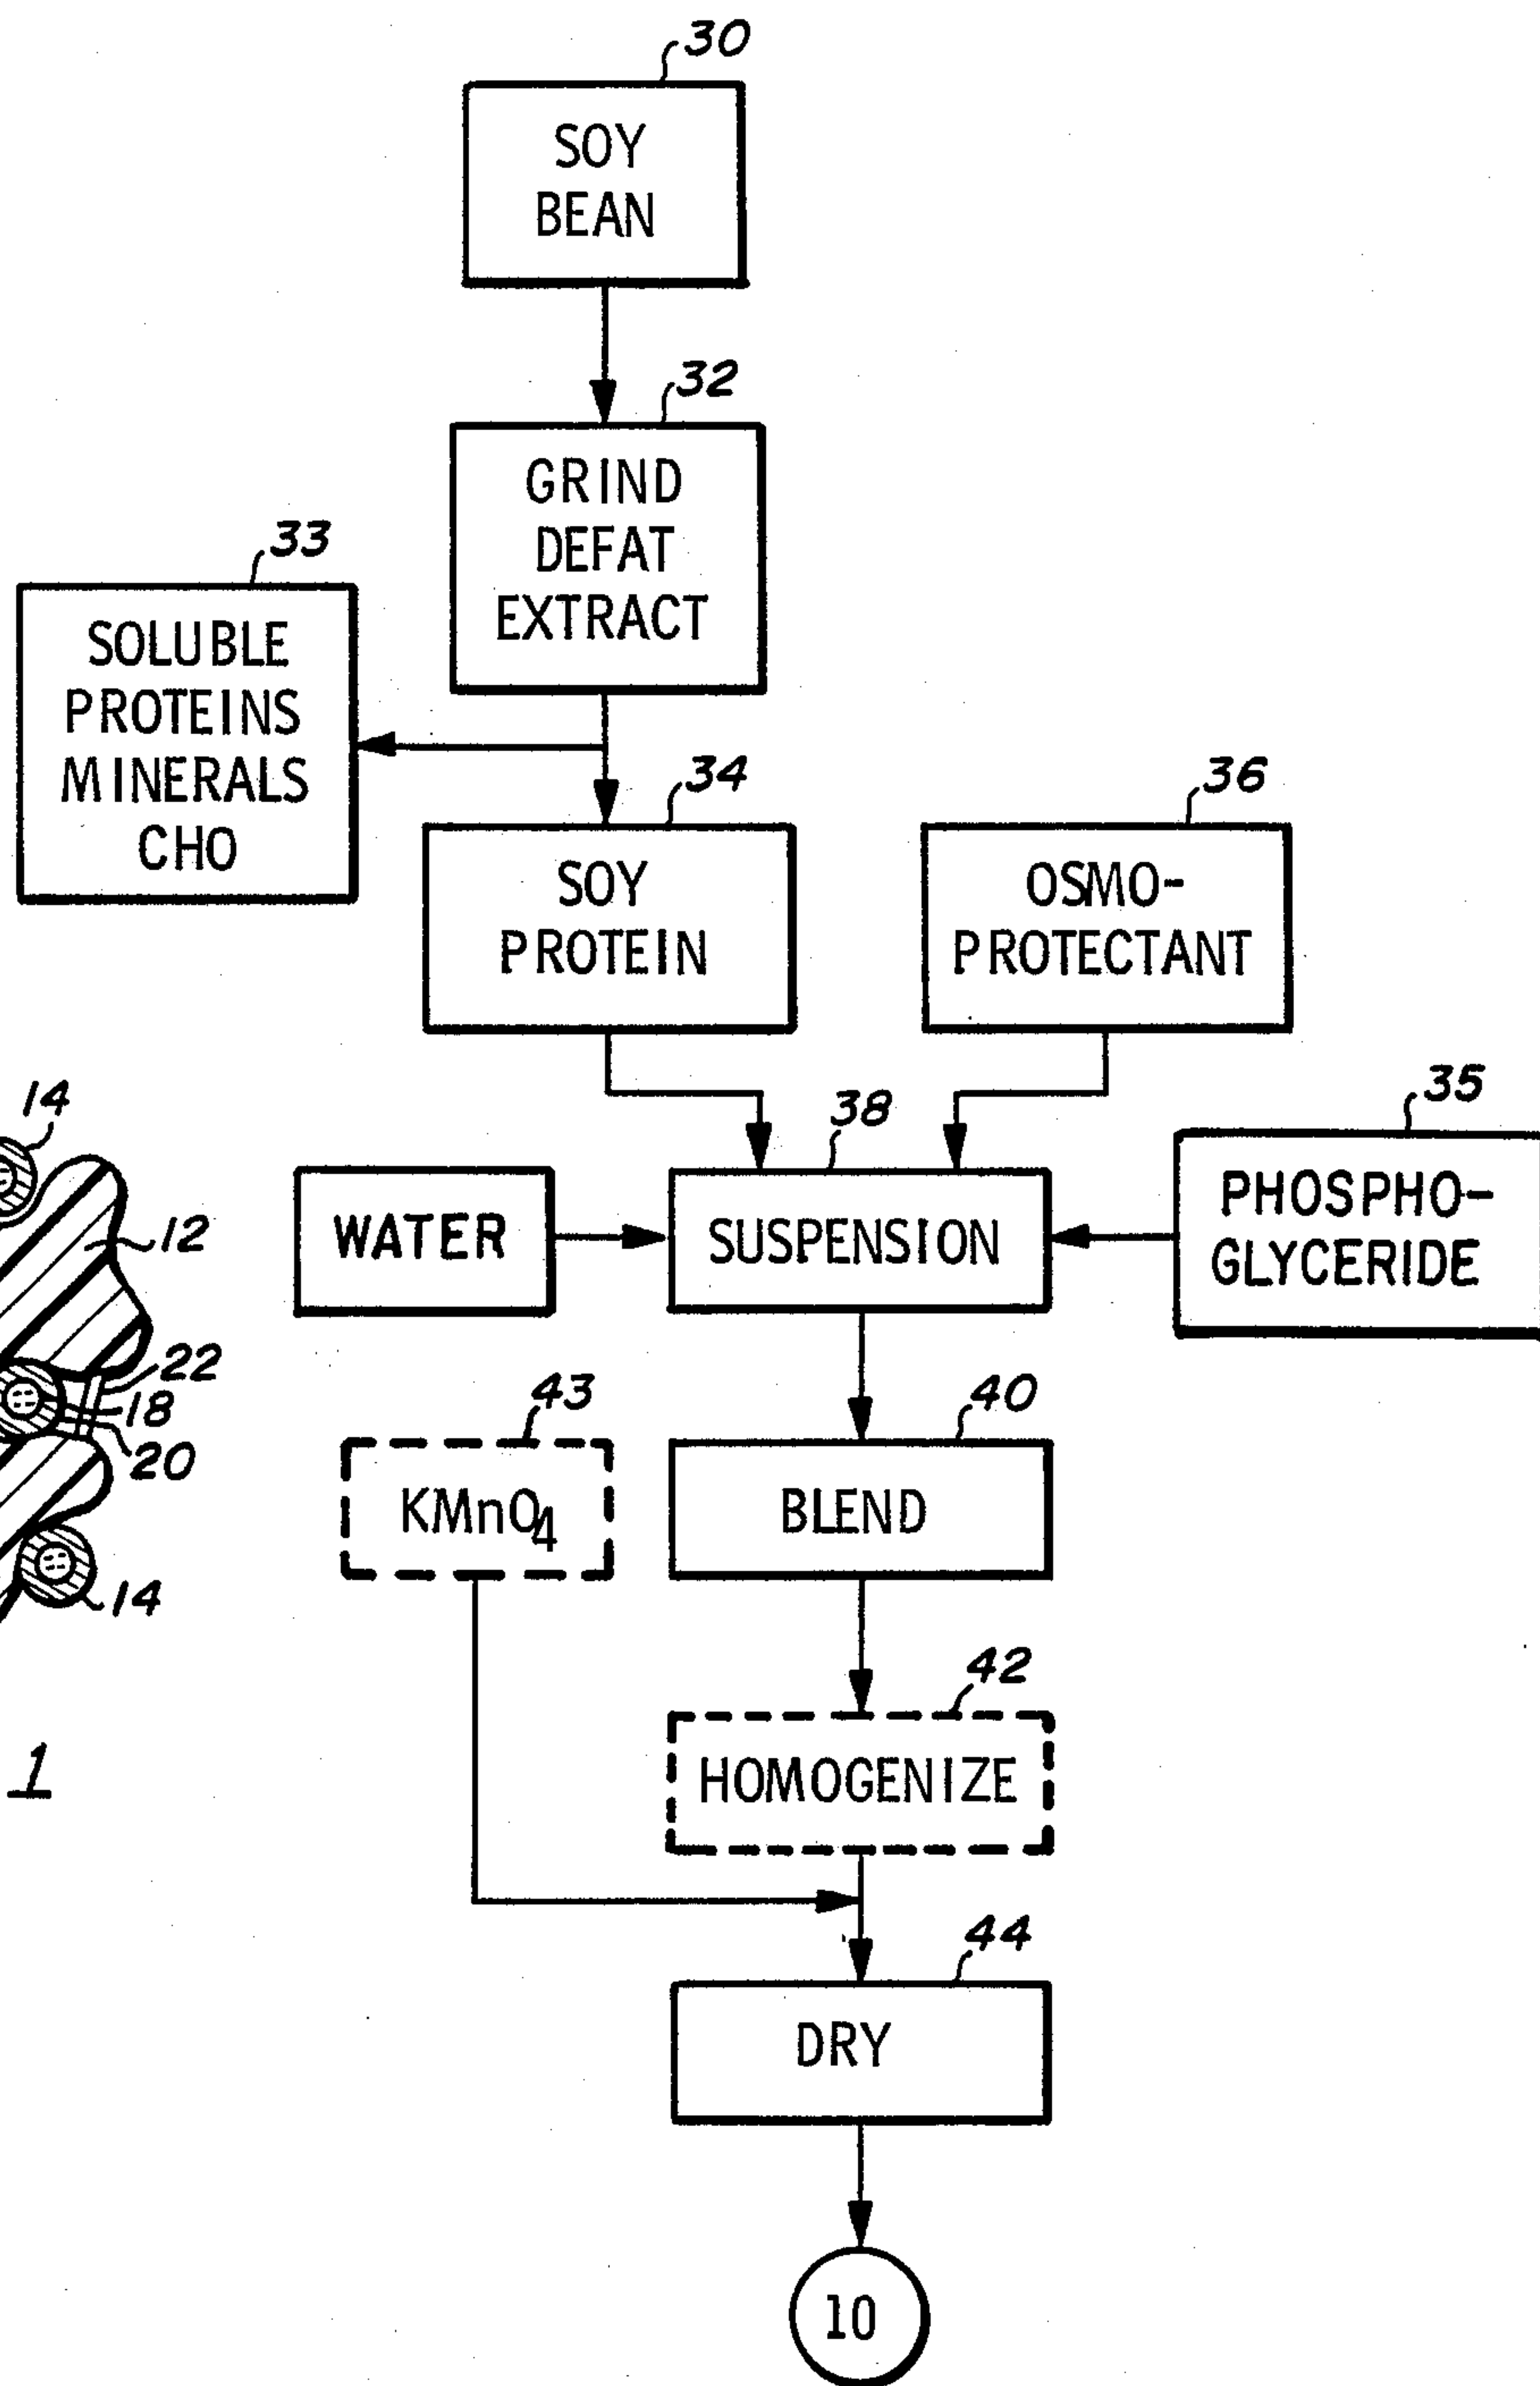 30
SOY
BEAN
32
GRIND
DEFAT
EXTRACT
33
SOLUBLE
PROTEINS
MINERALS
CHO
34
SOY
PROTEIN
36
OSMO-
PROTECTANT
35
PHOSPHO-
GLYCERIDE
38
SUSPENSION
WATER
14
12
22
18
20
14
1
40
BLEND
43
KMnO4
42
HOMOGENIZE
44
DRY
10